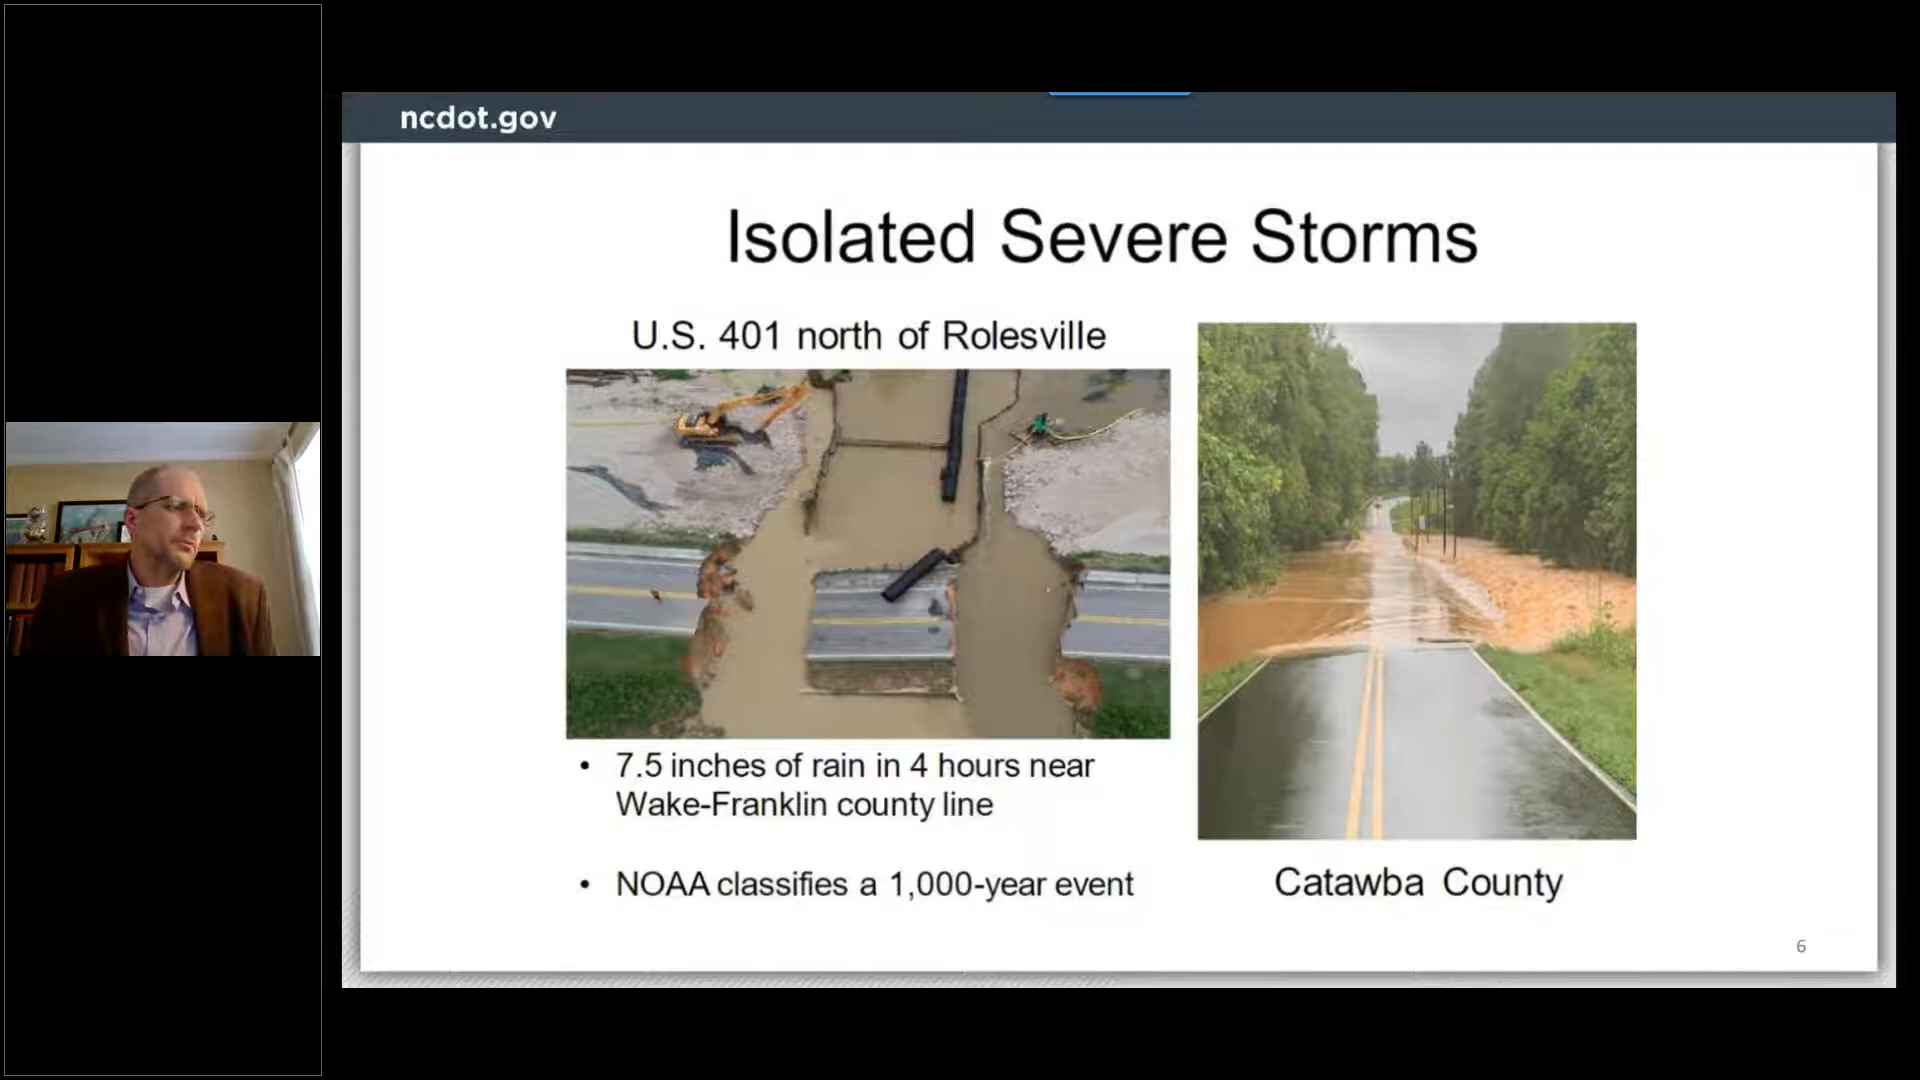 ncdot.gov
Isolated Severe Storms
U.S. 401 north of Rolesville
• 7.5 inches of rain in 4 hours near
Wake-Franklin county line
• NOAA classifies a 1,000-year event
Catawba County
6